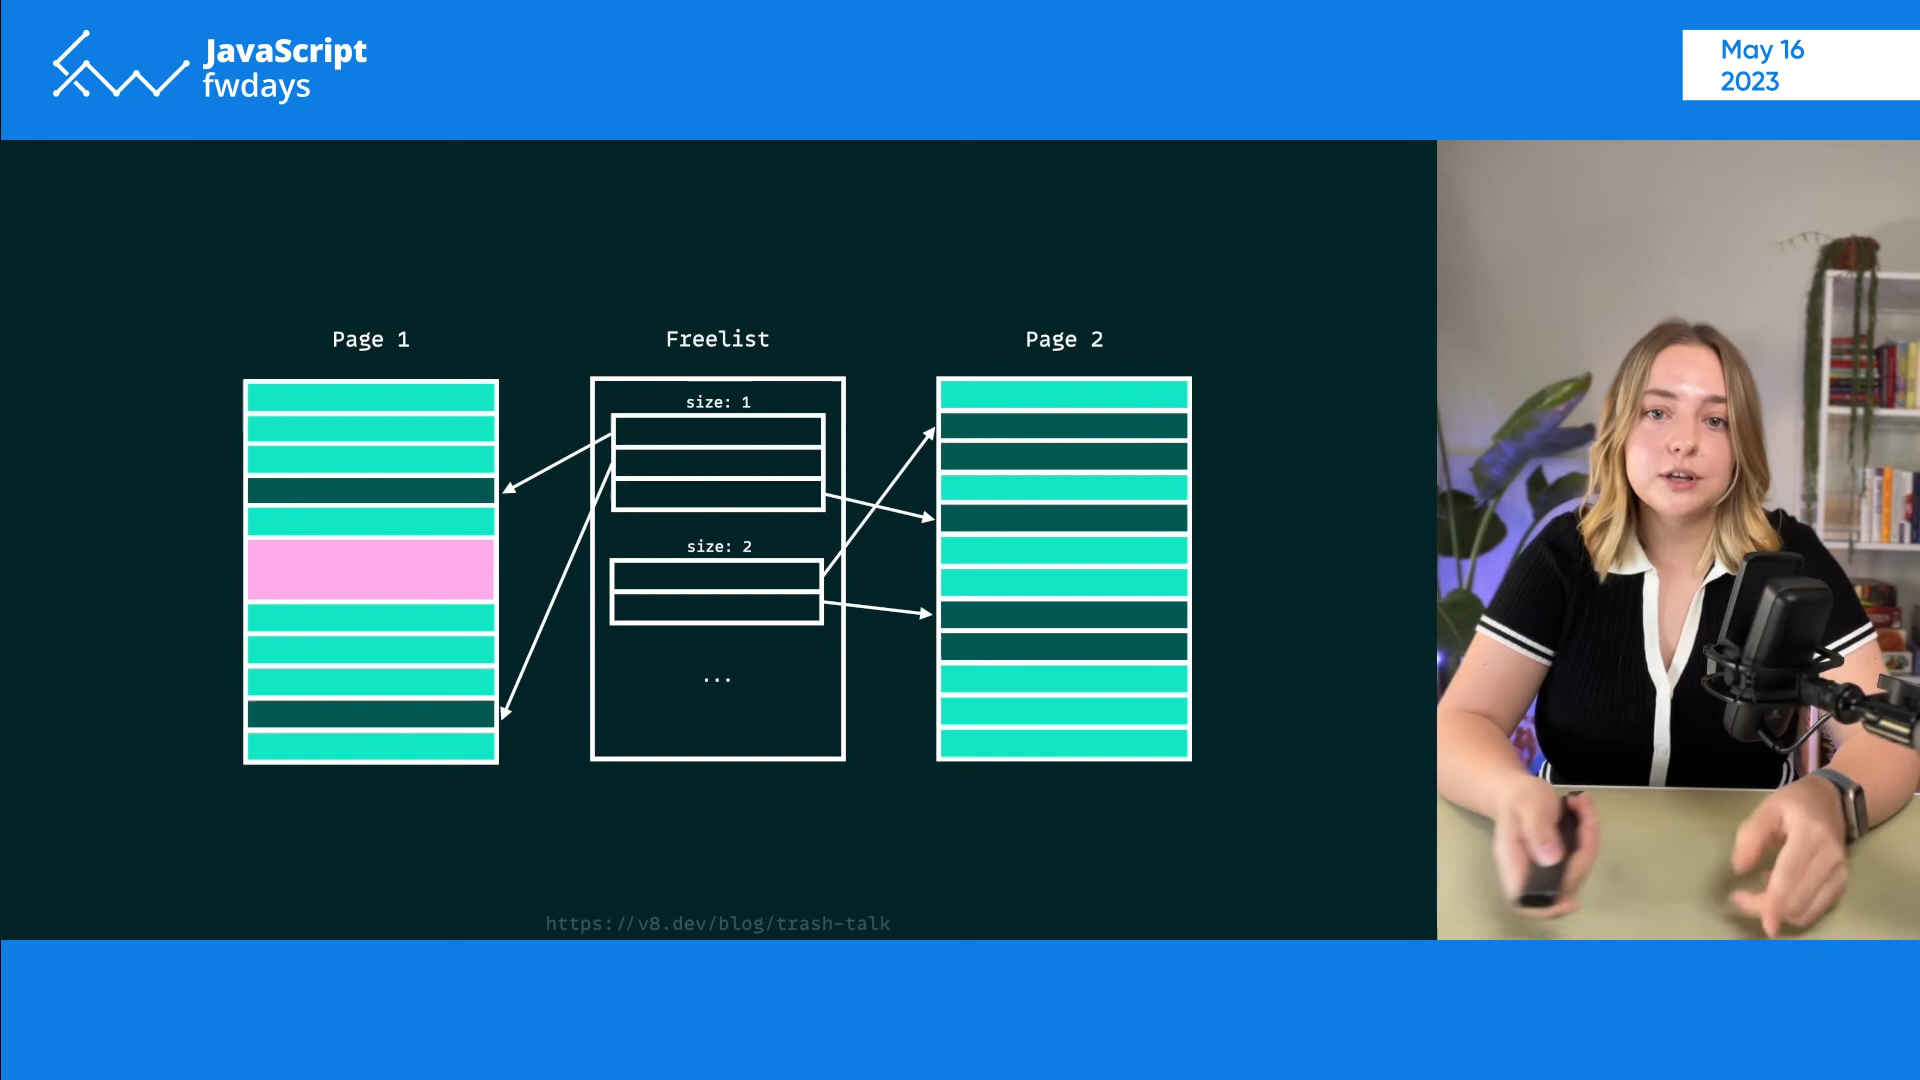 JavaScript
fwdays
May 16
2023
Page 1
Freelist
Page 2
size: 1
size: 2
...
https://v8.dev/blog/trash-talk